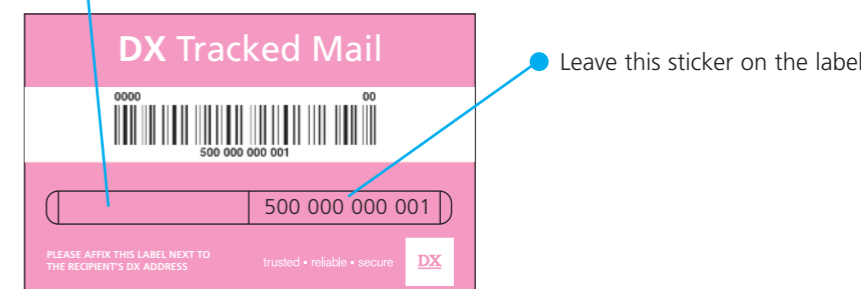 DX Tracked Mail
Leave this sticker on the label
0000 00
500 000 000 001
500 000 000 001
PLEASE AFFIX THIS LABEL NEXT TO
THE RECIPIENT'S DX ADDRESS
trusted • reliable • secure
DX